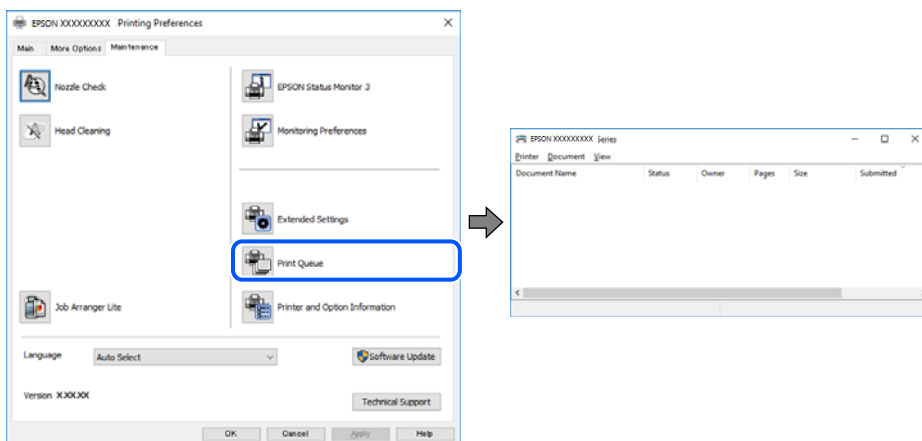 EPSON XXXXXXXXX Printing Preferences
Main More Options Maintenance
Nozzle Check
Head Cleaning
Job Arranger Lite
EPSON Status Monitor 3
Monitoring Preferences
Extended Settings
Print Queue
Printer and Option Information
Language Auto Select Software Update
Version X.XX.XX
Technical Support
OK Cancel Apply Help
EPSON XXXXXXXXX Series
Printer Document View
Document Name Status Owner Pages Size Submitted